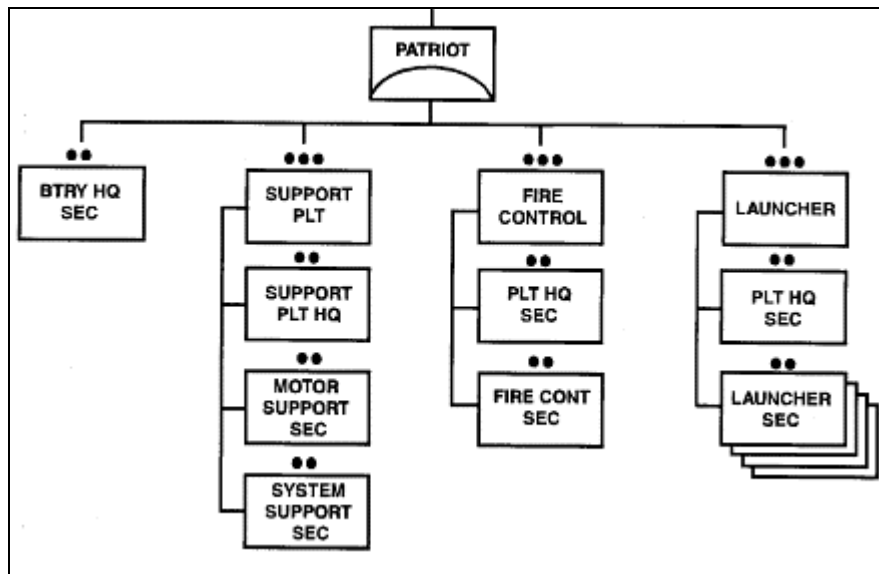 PATRIOT
BTRY HQ
SEC
SUPPORT
PLT
SUPPORT
PLT HQ
MOTOR
SUPPORT
SEC
SYSTEM
SUPPORT
SEC
FIRE
CONTROL
PLT HQ
SEC
FIRE CONT
SEC
LAUNCHER
PLT HQ
SEC
LAUNCHER
SEC